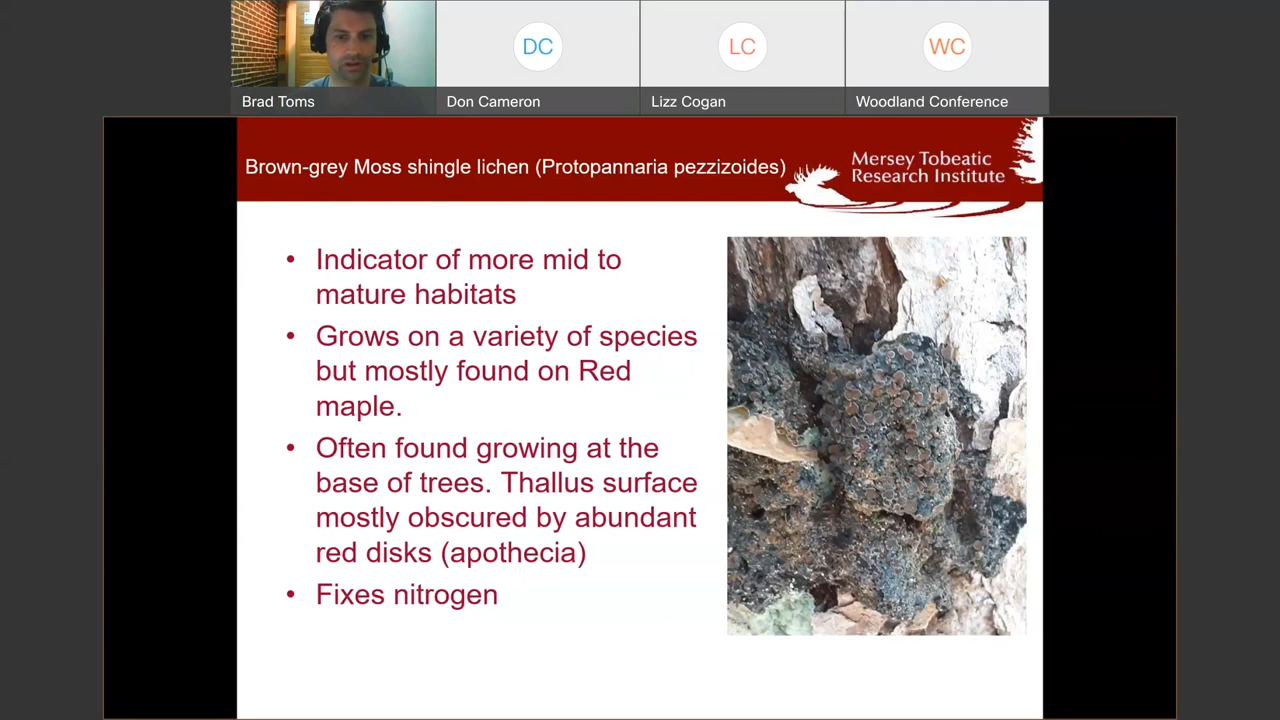 DC
LC
WC
Brad Toms
Don Cameron
Lizz Cogan
Woodland Conference
Brown-grey Moss shingle lichen (Protopannaria pezzizoides)
Mersey Tobeatic
Research Institute
• Indicator of more mid to
mature habitats
• Grows on a variety of species
but mostly found on Red
maple.
• Often found growing at the
base of trees. Thallus surface
mostly obscured by abundant
red disks (apothecia)
• Fixes nitrogen